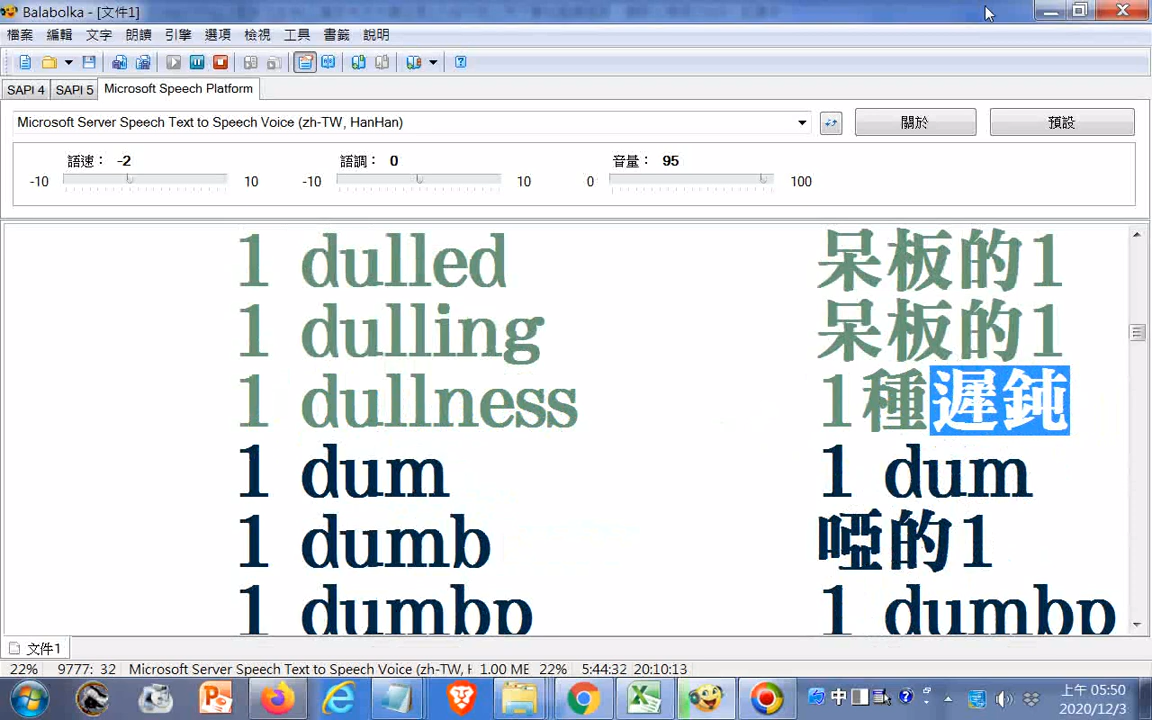 Balabolka - [文件1]
檔案 編輯 文字 朗讀 引擎 選項 檢視 工具 書籤 說明
SAPI 4 SAPI 5 Microsoft Speech Platform
Microsoft Server Speech Text to Speech Voice (zh-TW, HanHan) 關於 預設
語速： -2 語調： 0 音量： 95
-10 10 -10 10 0 100
1 dulled 呆板的1
1 dulling 呆板的1
1 dullness 1種遲鈍
1 dum 1 dum
1 dumb 啞的1
1 dumbp 1 dumbp
文件1
22% 9777: 32 Microsoft Server Speech Text to Speech Voice (zh-TW, 1.00 ME 22% 5:44:32 20:10:13
中 上午 05:50
2020/12/3